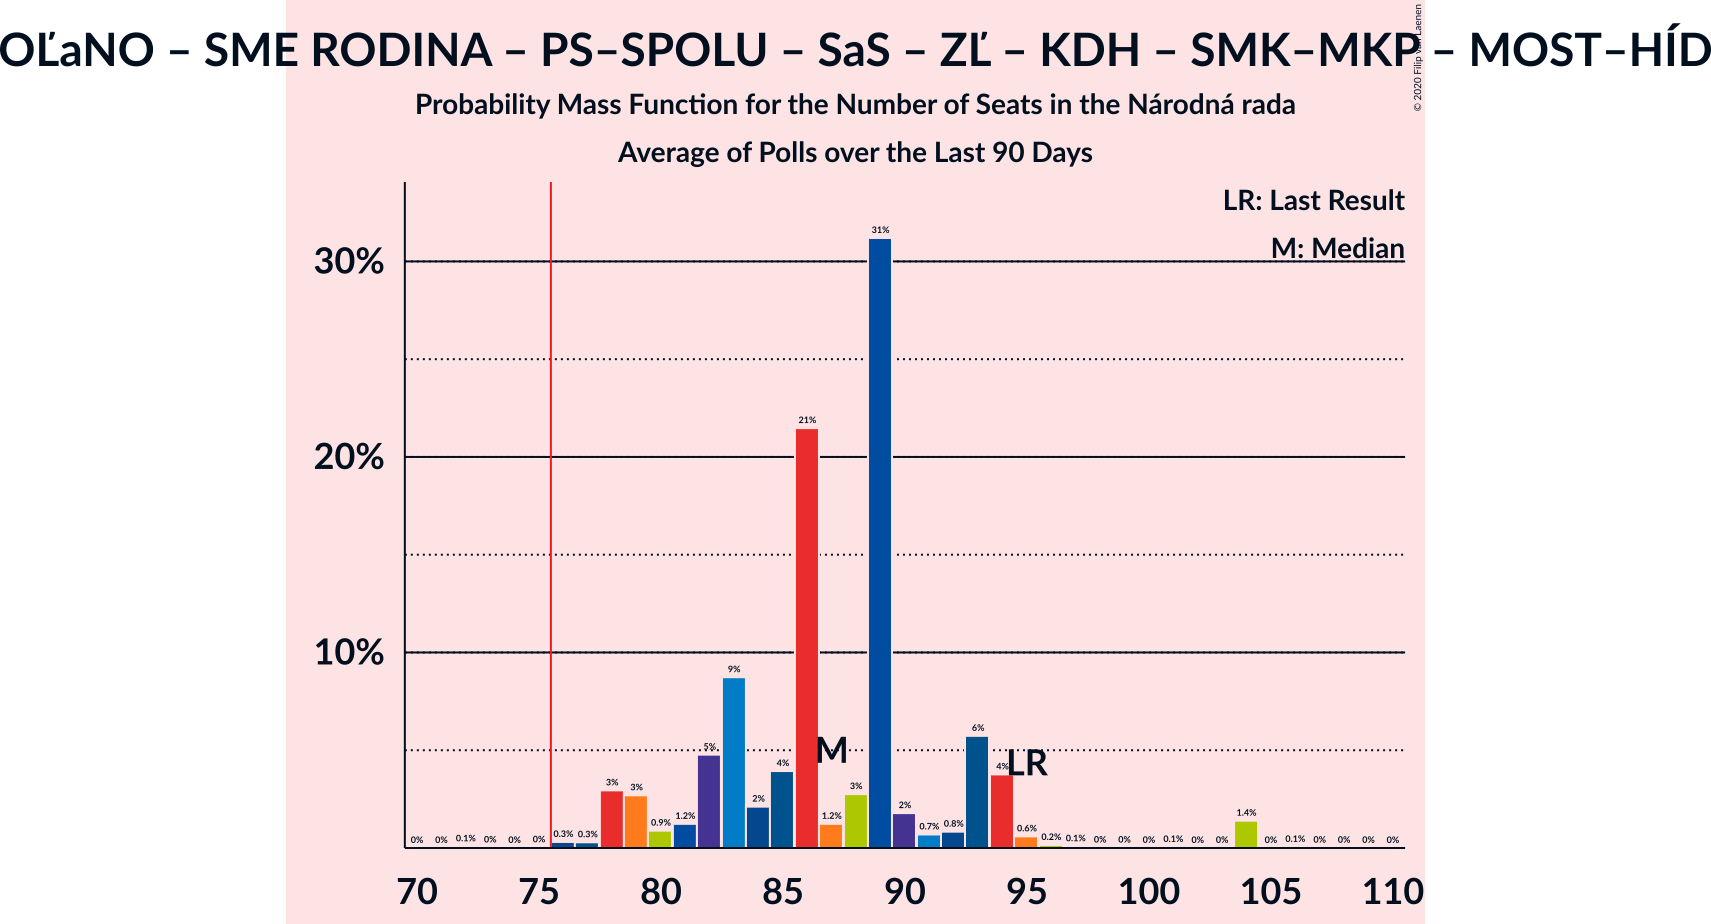 OĽaNO – SME RODINA – PS–SPOLU – SaS – ZĽ – KDH – SMK–MKP – MOST–HÍD
© 2020 Filip van Laenen
Probability Mass Function for the Number of Seats in the Národná rada
Average of Polls over the Last 90 Days
LR: Last Result
M: Median
30%
20%
10%
0% 0% 0.1% 0% 0% 0% 0.3% 0.3% 3% 3% 0.9% 1.2% 5% 9% 2% 4% 21% 1.2% 3% 31% 2% 0.7% 0.8% 6% 4% 0.6% 0.2% 0.1% 0% 0% 0% 0.1% 0% 0% 1.4% 0% 0.1% 0% 0% 0% 0%
M
LR
70 75 80 85 90 95 100 105 110